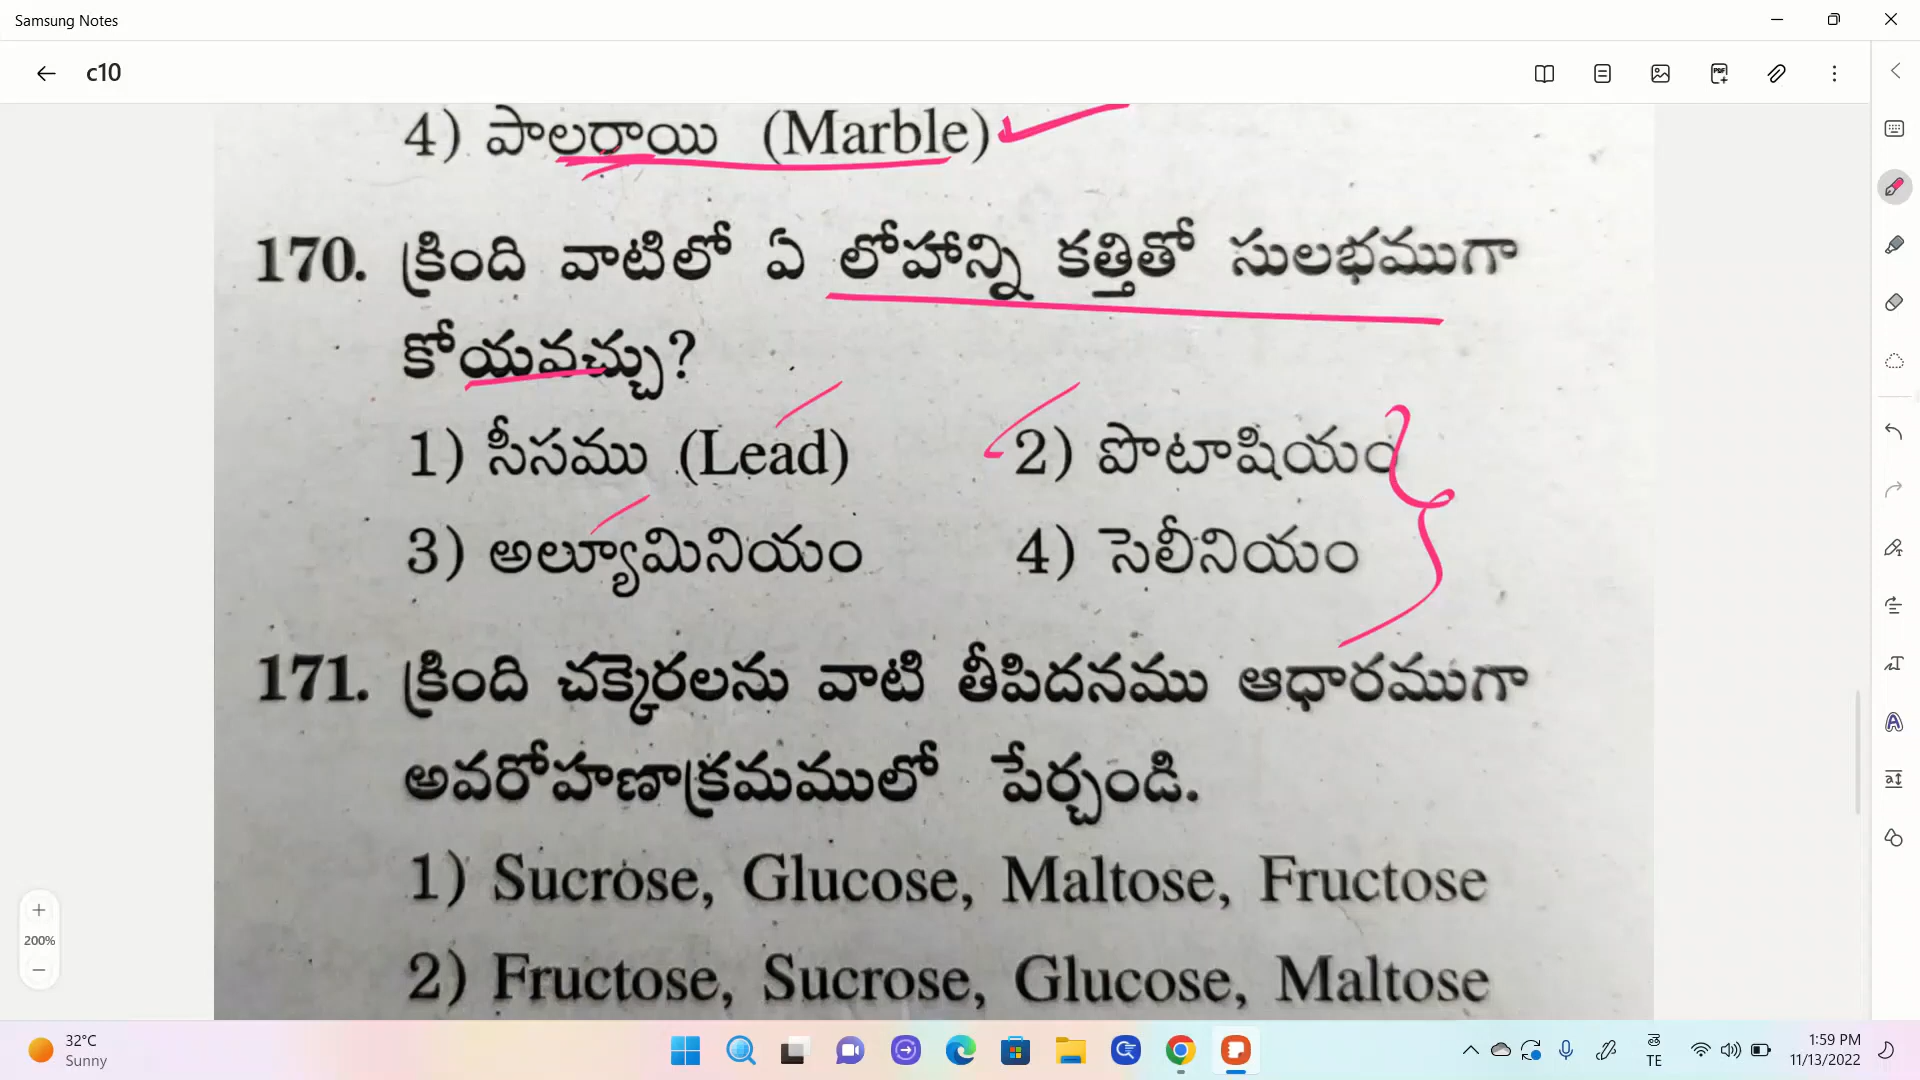 Samsung Notes
c10
4) పాలరాయి (Marble)
170. క్రింది వాటిలో ఏ లోహాన్ని కత్తితో సులభముగా
కోయవచ్చు?
1) సీసము (Lead) 2) పొటాషియం
3) అల్యూమినియం 4) సెలీనియం
171. క్రింది చక్కెరలను వాటి తీపిదనము ఆధారముగా
అవరోహణాక్రమములో పేర్చండి.
1) Sucrose, Glucose, Maltose, Fructose
2) Fructose, Sucrose, Glucose, Maltose
200%
32°C
Sunny
తె
TE
1:59 PM
11/13/2022